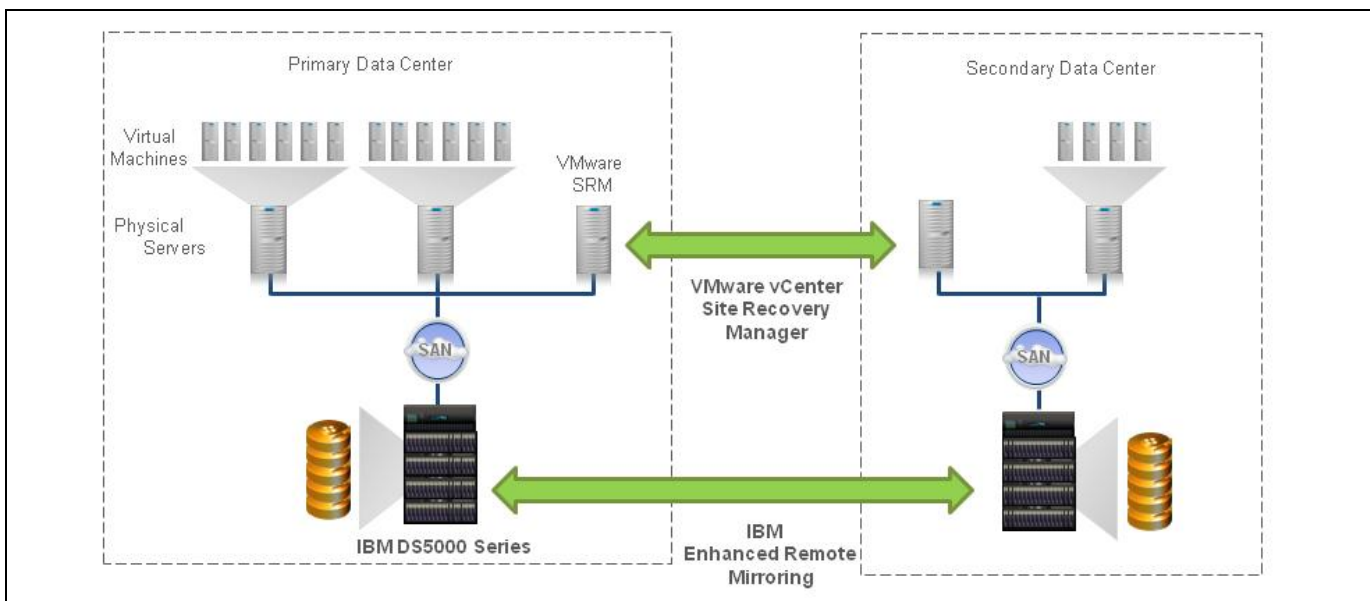 Primary Data Center
Secondary Data Center
Virtual
Machines
VMware
SRM
Physical
Servers
VMware vCenter
Site Recovery
Manager
SAN
SAN
IBM DS5000 Series
IBM
Enhanced Remote
Mirroring